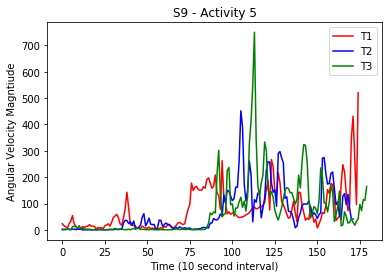 S9 - Activity 5
T1
T2
T3
Angular Velocity Magntiude
700
600
500
400
300
200
100
0
0 25 50 75 100 125 150 175
Time (10 second interval)